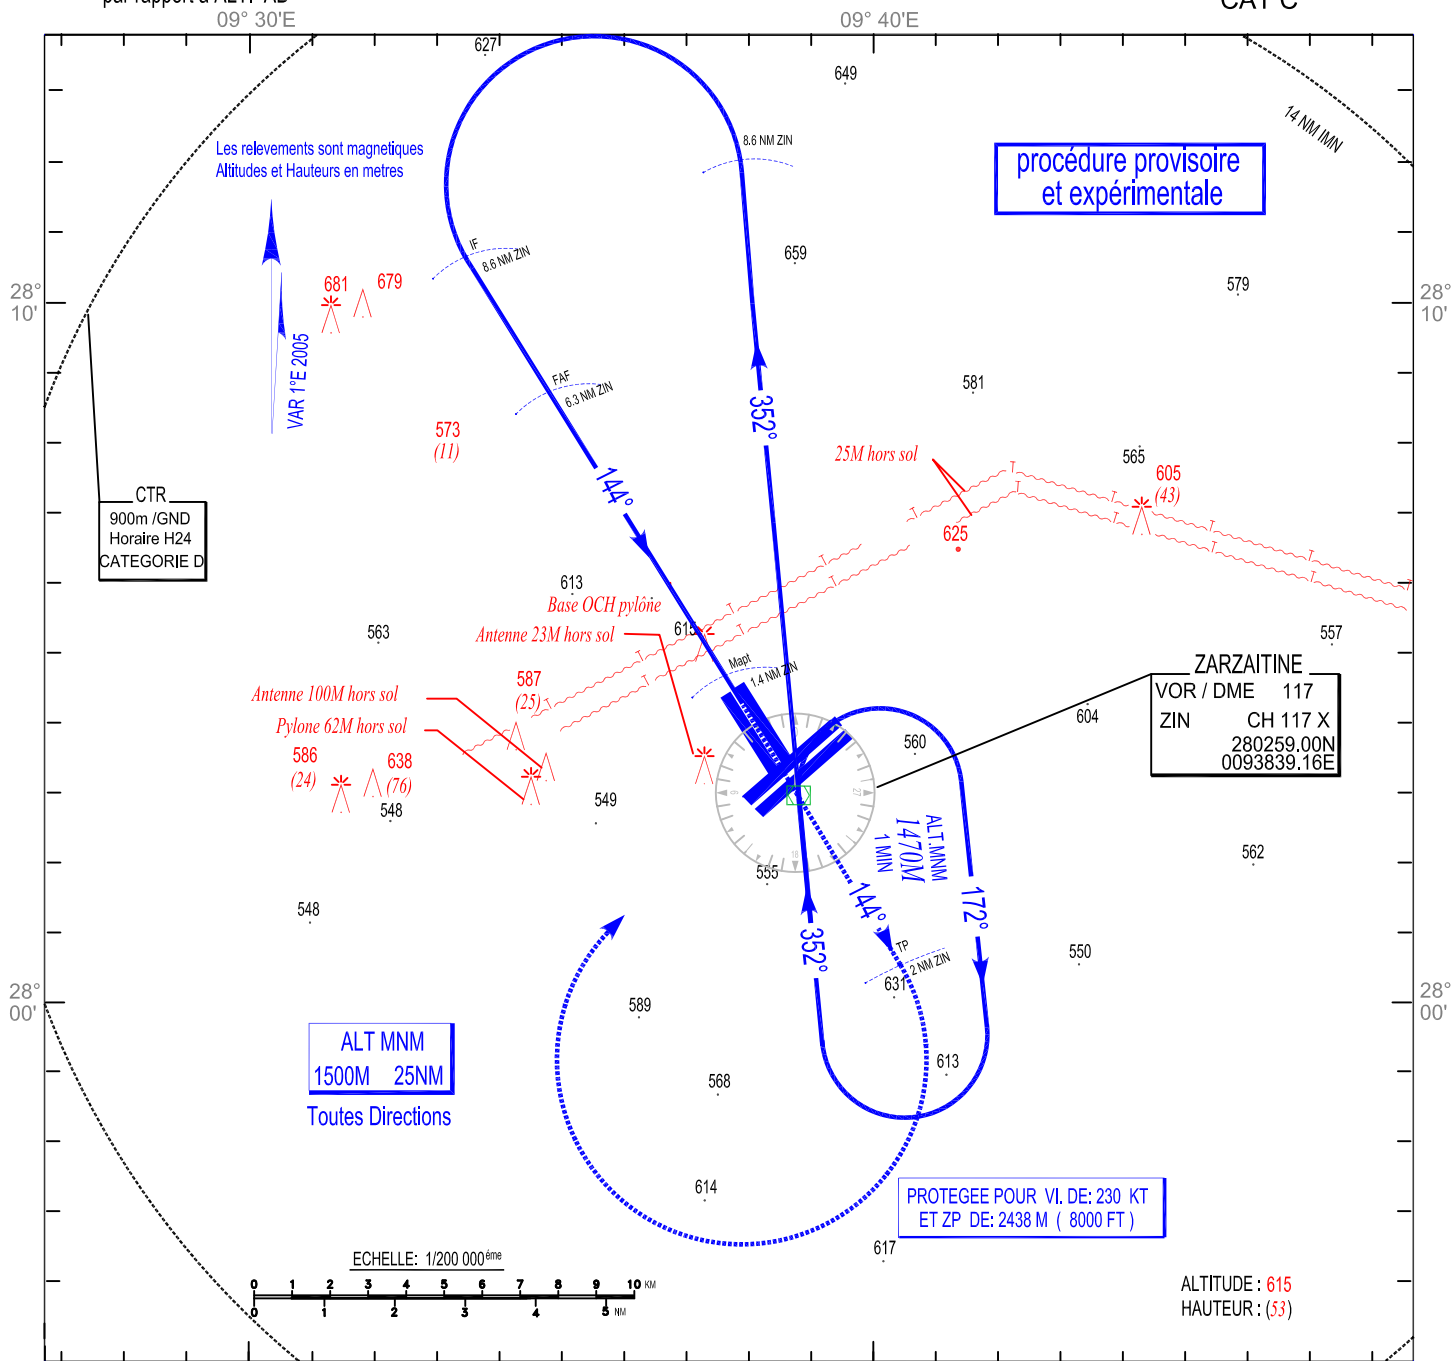 par rapport à ALTI AD
CAT C
09° 30'E
09° 40'E
627
649
14 NM IMN
8.6 NM ZIN
Les relevements sont magnetiques
Altitudes et Hauteurs en metres
procédure provisoire
et expérimentale
IF
8.6 NM ZIN
659
681
679
579
28°
10'
28°
10'
VAR 1°E 2005
FAF
6.3 NM ZIN
581
352°
573
(11)
25M hors sol
565
605
(43)
144°
CTR
900m /GND
Horaire H24
CATEGORIE D
625
613
Base OCH pylône
615
Antenne 23M hors sol
563
557
Mapt
1.4 NM ZIN
ZARZAITINE
VOR / DME 117
ZIN CH 117 X
280259.00N
0093839.16E
587
(25)
Antenne 100M hors sol
Pylone 62M hors sol
604
560
586
(24)
638
(76)
548
549
9
27
18
ALT.MNM
1470M
1 MIN
562
555
144°
172°
548
352°
TP
2 NM ZIN
550
631
28°
00'
28°
00'
589
ALT MNM
1500M 25NM
Toutes Directions
613
568
614
PROTEGEE POUR VI. DE: 230 KT
ET ZP DE: 2438 M ( 8000 FT )
617
ECHELLE: 1/200 000éme
0 1 2 3 4 5 6 7 8 9 10 KM
0 1 2 3 4 5 NM
ALTITUDE : 615
HAUTEUR : (53)